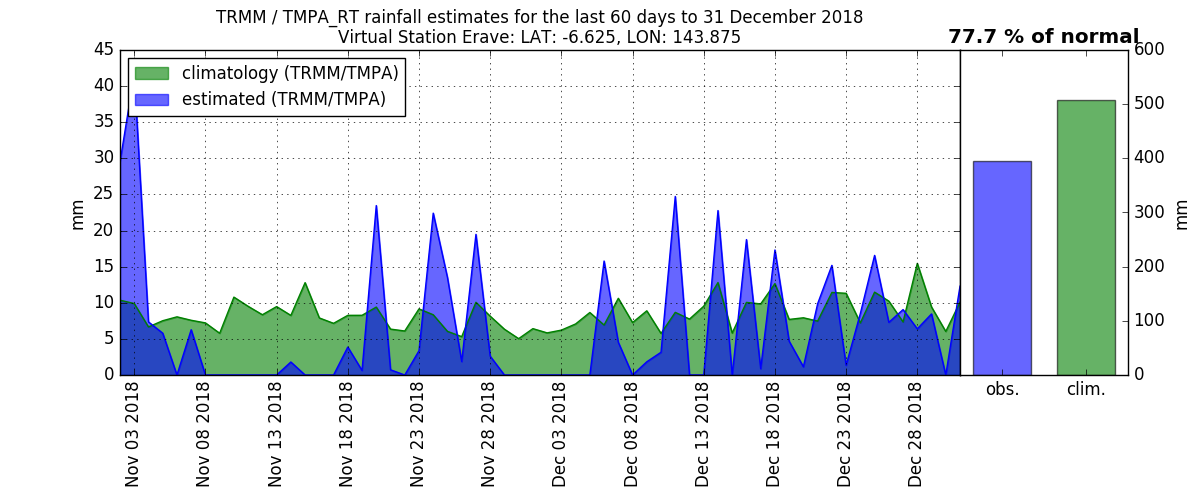 TRMM / TMPA_RT rainfall estimates for the last 60 days to 31 December 2018
Virtual Station Erave: LAT: -6.625, LON: 143.875
77.7 % of normal
climatology (TRMM/TMPA)
estimated (TRMM/TMPA)
mm
45
40
35
30
25
20
15
10
5
0
Nov 03 2018
Nov 08 2018
Nov 13 2018
Nov 18 2018
Nov 23 2018
Nov 28 2018
Dec 03 2018
Dec 08 2018
Dec 13 2018
Dec 18 2018
Dec 23 2018
Dec 28 2018
obs.
clim.
600
500
400
300
200
100
0
mm